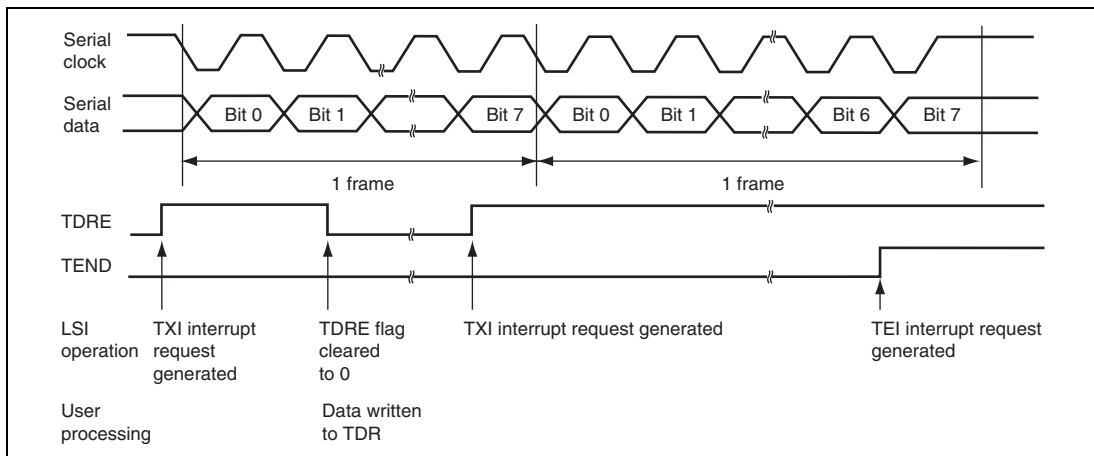 Serial
clock
Serial
data
Bit 0
Bit 1
Bit 7
Bit 0
Bit 1
Bit 6
Bit 7
1 frame
1 frame
TDRE
TEND
LSI
operation
TXI interrupt
request
generated
TDRE flag
cleared
to 0
TXI interrupt request generated
TEI interrupt request
generated
User
processing
Data written
to TDR